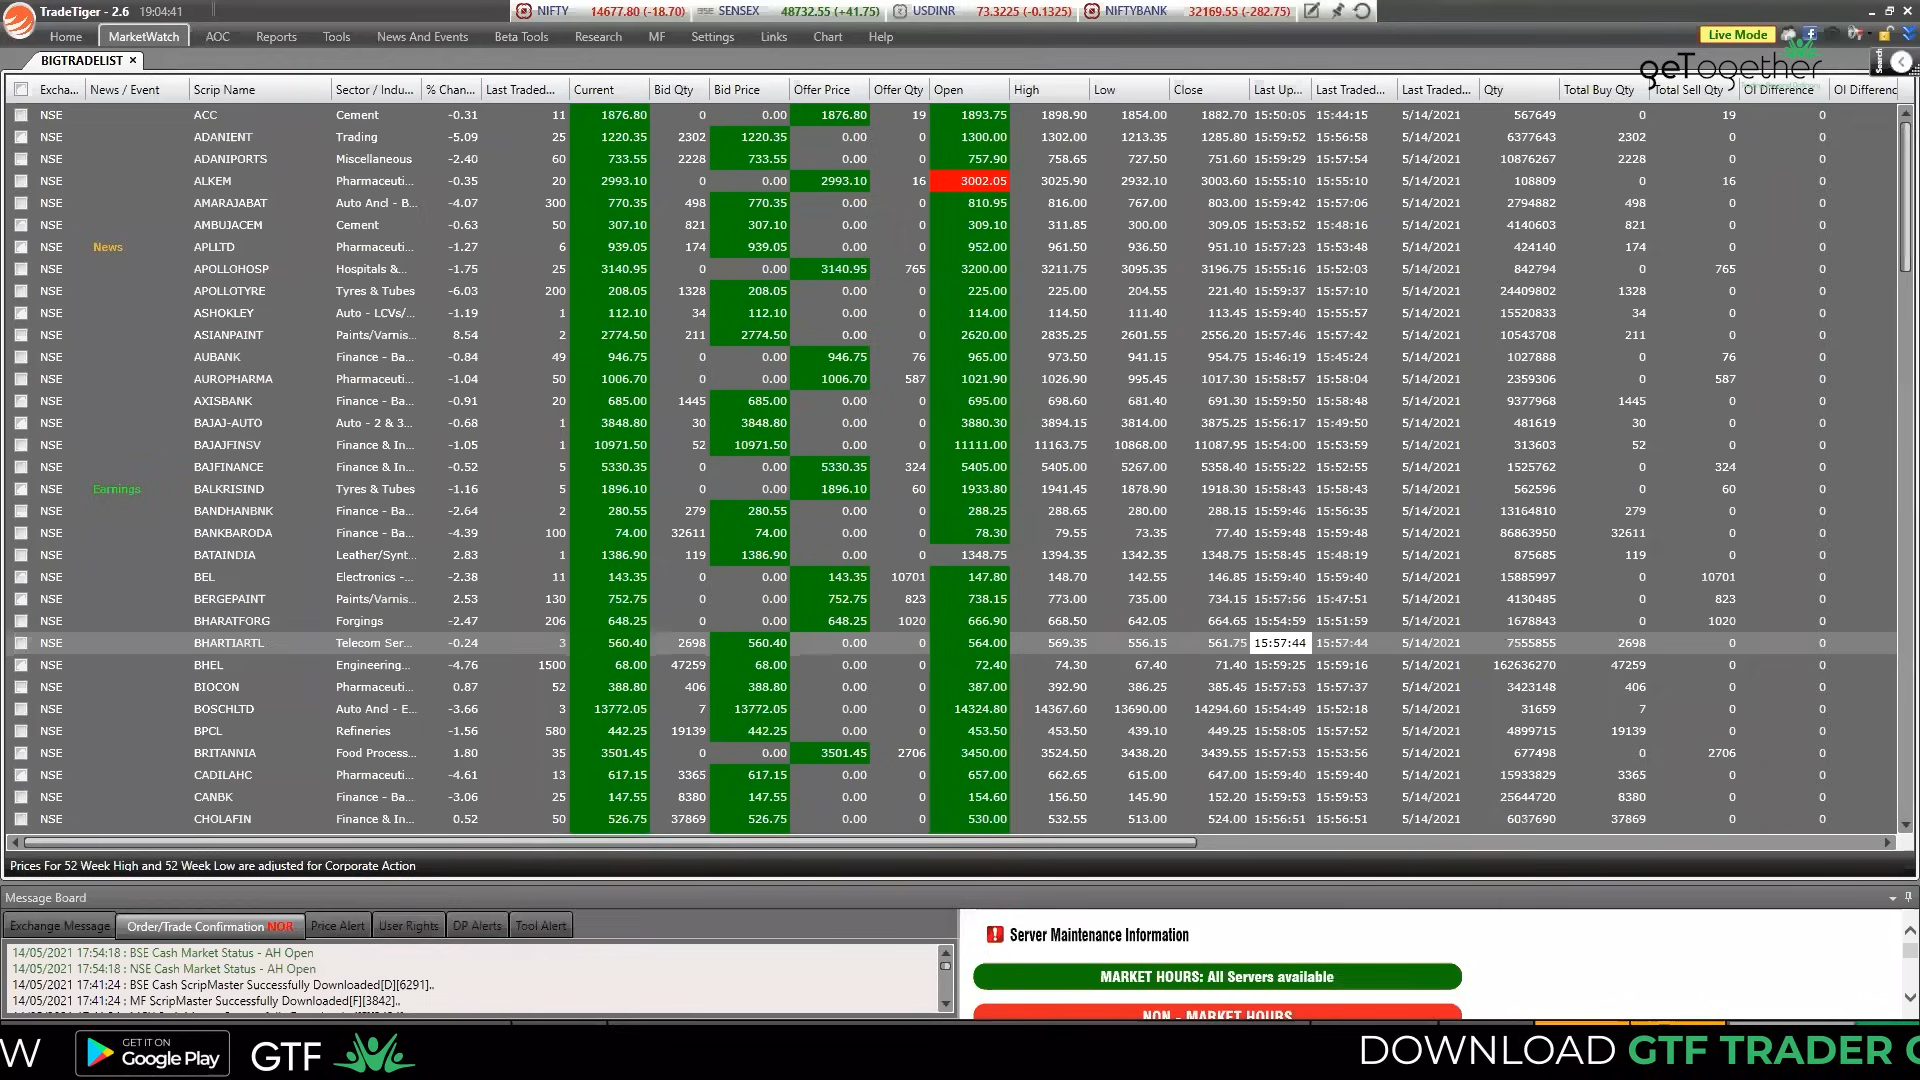 TradeTiger - 2.6 19:04:41 NIFTY 14677.80 (-18.70) SENSEX 48732.55 (+41.75) USDINR 73.3225 (-0.1325) NIFTYBANK 32169.55 (-282.75)
Home MarketWatch AOC Reports Tools News And Events Beta Tools Research MF Settings Links Chart Help Live Mode
BIGTRADELIST × geTogether Search
Excha... News / Event Scrip Name Sector / Indu... % Chan... Last Traded... Current Bid Qty Bid Price Offer Price Offer Qty Open High Low Close Last Up... Last Traded... Last Traded... Qty Total Buy Qty Total Sell Qty OI Difference OI Differenc
NSE ACC Cement -0.31 11 1876.80 0 0.00 1876.80 19 1893.75 1898.90 1854.00 1882.70 15:50:05 15:44:15 5/14/2021 567649 0 19 0
NSE ADANIENT Trading -5.09 25 1220.35 2302 1220.35 0.00 0 1300.00 1302.00 1213.35 1285.80 15:59:52 15:56:58 5/14/2021 6377643 2302 0 0
NSE ADANIPORTS Miscellaneous -2.40 60 733.55 2228 733.55 0.00 0 757.90 758.65 727.50 751.60 15:59:29 15:57:54 5/14/2021 10876267 2228 0 0
NSE ALKEM Pharmaceuti... -0.35 20 2993.10 0 0.00 2993.10 16 3002.05 3025.90 2932.10 3003.60 15:55:10 15:55:10 5/14/2021 108809 0 16 0
NSE AMARAJABAT Auto Ancl - B... -4.07 300 770.35 498 770.35 0.00 0 810.95 816.00 767.00 803.00 15:59:42 15:57:06 5/14/2021 2794882 498 0 0
NSE AMBUJACEM Cement -0.63 50 307.10 821 307.10 0.00 0 309.10 311.85 300.00 309.05 15:53:52 15:48:16 5/14/2021 4140603 821 0 0
NSE News APLLTD Pharmaceuti... -1.27 6 939.05 174 939.05 0.00 0 952.00 961.50 936.50 951.10 15:57:23 15:53:48 5/14/2021 424140 174 0 0
NSE APOLLOHOSP Hospitals &... -1.75 25 3140.95 0 0.00 3140.95 765 3200.00 3211.75 3095.35 3196.75 15:55:16 15:52:03 5/14/2021 842794 0 765 0
NSE APOLLOTYRE Tyres & Tubes -6.03 200 208.05 1328 208.05 0.00 0 225.00 225.00 204.55 221.40 15:59:37 15:57:10 5/14/2021 24409802 1328 0 0
NSE ASHOKLEY Auto - LCVs/... -1.19 1 112.10 34 112.10 0.00 0 114.00 114.50 111.40 113.45 15:59:40 15:55:57 5/14/2021 15520833 34 0 0
NSE ASIANPAINT Paints/Varnis... 8.54 2 2774.50 211 2774.50 0.00 0 2620.00 2835.25 2601.55 2556.20 15:57:46 15:57:42 5/14/2021 10543708 211 0 0
NSE AUBANK Finance - Ba... -0.84 49 946.75 0 0.00 946.75 76 965.00 973.50 941.15 954.75 15:46:19 15:45:24 5/14/2021 1027888 0 76 0
NSE AUROPHARMA Pharmaceuti... -1.04 50 1006.70 0 0.00 1006.70 587 1021.90 1026.90 995.45 1017.30 15:58:57 15:58:04 5/14/2021 2359306 0 587 0
NSE AXISBANK Finance - Ba... -0.91 20 685.00 1445 685.00 0.00 0 695.00 698.60 681.40 691.30 15:59:50 15:58:48 5/14/2021 9377968 1445 0 0
NSE BAJAJ-AUTO Auto - 2 & 3... -0.68 1 3848.80 30 3848.80 0.00 0 3880.30 3894.15 3814.00 3875.25 15:56:17 15:49:50 5/14/2021 481619 30 0 0
NSE BAJAJFINSV Finance & In... -1.05 1 10971.50 52 10971.50 0.00 0 11111.00 11163.75 10868.00 11087.95 15:54:00 15:53:59 5/14/2021 313603 52 0 0
NSE BAJFINANCE Finance & In... -0.52 5 5330.35 0 0.00 5330.35 324 5405.00 5405.00 5267.00 5358.40 15:55:22 15:52:55 5/14/2021 1525762 0 324 0
NSE Earnings BALKRISIND Tyres & Tubes -1.16 5 1896.10 0 0.00 1896.10 60 1933.80 1941.45 1878.90 1918.30 15:58:43 15:58:43 5/14/2021 562596 0 60 0
NSE BANDHANBNK Finance - Ba... -2.64 2 280.55 279 280.55 0.00 0 288.25 288.65 280.00 288.15 15:59:46 15:56:35 5/14/2021 13164810 279 0 0
NSE BANKBARODA Finance - Ba... -4.39 100 74.00 32611 74.00 0.00 0 78.30 79.55 73.35 77.40 15:59:48 15:59:48 5/14/2021 86863950 32611 0 0
NSE BATAINDIA Leather/Synt... 2.83 1 1386.90 119 1386.90 0.00 0 1348.75 1394.35 1342.35 1348.75 15:58:45 15:48:19 5/14/2021 875685 119 0 0
NSE BEL Electronics -... -2.38 11 143.35 0 0.00 143.35 10701 147.80 148.70 142.55 146.85 15:59:40 15:59:40 5/14/2021 15885997 0 10701 0
NSE BERGEPAINT Paints/Varnis... 2.53 130 752.75 0 0.00 752.75 823 738.15 773.00 735.00 734.15 15:57:56 15:47:51 5/14/2021 4130485 0 823 0
NSE BHARATFORG Forgings -2.47 206 648.25 0 0.00 648.25 1020 666.90 668.50 642.05 664.65 15:54:59 15:51:59 5/14/2021 1678843 0 1020 0
NSE BHARTIARTL Telecom Ser... -0.24 3 560.40 2698 560.40 0.00 0 564.00 569.35 556.15 561.75 15:57:44 15:57:44 5/14/2021 7555855 2698 0 0
NSE BHEL Engineering... -4.76 1500 68.00 47259 68.00 0.00 0 72.40 74.30 67.40 71.40 15:59:25 15:59:16 5/14/2021 162636270 47259 0 0
NSE BIOCON Pharmaceuti... 0.87 52 388.80 406 388.80 0.00 0 387.00 392.90 386.25 385.45 15:57:53 15:57:37 5/14/2021 3423148 406 0 0
NSE BOSCHLTD Auto Ancl - E... -3.66 3 13772.05 7 13772.05 0.00 0 14324.80 14367.60 13690.00 14294.60 15:54:49 15:52:18 5/14/2021 31659 7 0 0
NSE BPCL Refineries -1.56 580 442.25 19139 442.25 0.00 0 453.50 453.50 439.10 449.25 15:58:05 15:57:52 5/14/2021 4899715 19139 0 0
NSE BRITANNIA Food Process... 1.80 35 3501.45 0 0.00 3501.45 2706 3450.00 3524.50 3438.20 3439.55 15:57:53 15:53:56 5/14/2021 677498 0 2706 0
NSE CADILAHC Pharmaceuti... -4.61 13 617.15 3365 617.15 0.00 0 657.00 662.65 615.00 647.00 15:59:40 15:59:40 5/14/2021 15933829 3365 0 0
NSE CANBK Finance - Ba... -3.06 25 147.55 8380 147.55 0.00 0 154.60 156.50 145.90 152.20 15:59:53 15:59:53 5/14/2021 25644720 8380 0 0
NSE CHOLAFIN Finance & In... 0.52 50 526.75 37869 526.75 0.00 0 530.00 532.55 513.00 524.00 15:56:51 15:56:51 5/14/2021 6037690 37869 0 0
Prices For 52 Week High and 52 Week Low are adjusted for Corporate Action
Message Board
Exchange Message Order/Trade Confirmation NOR Price Alert User Rights DP Alerts Tool Alert
14/05/2021 17:54:18 : BSE Cash Market Status - AH Open
14/05/2021 17:54:18 : NSE Cash Market Status - AH Open
14/05/2021 17:41:24 : BSE Cash ScripMaster Successfully Downloaded[D][6291]..
14/05/2021 17:41:24 : MF ScripMaster Successfully Downloaded[F][3842]..
Server Maintenance Information
MARKET HOURS: All Servers available
NON - MARKET HOURS
W GET IT ON Google Play GTF DOWNLOAD GTF TRADER